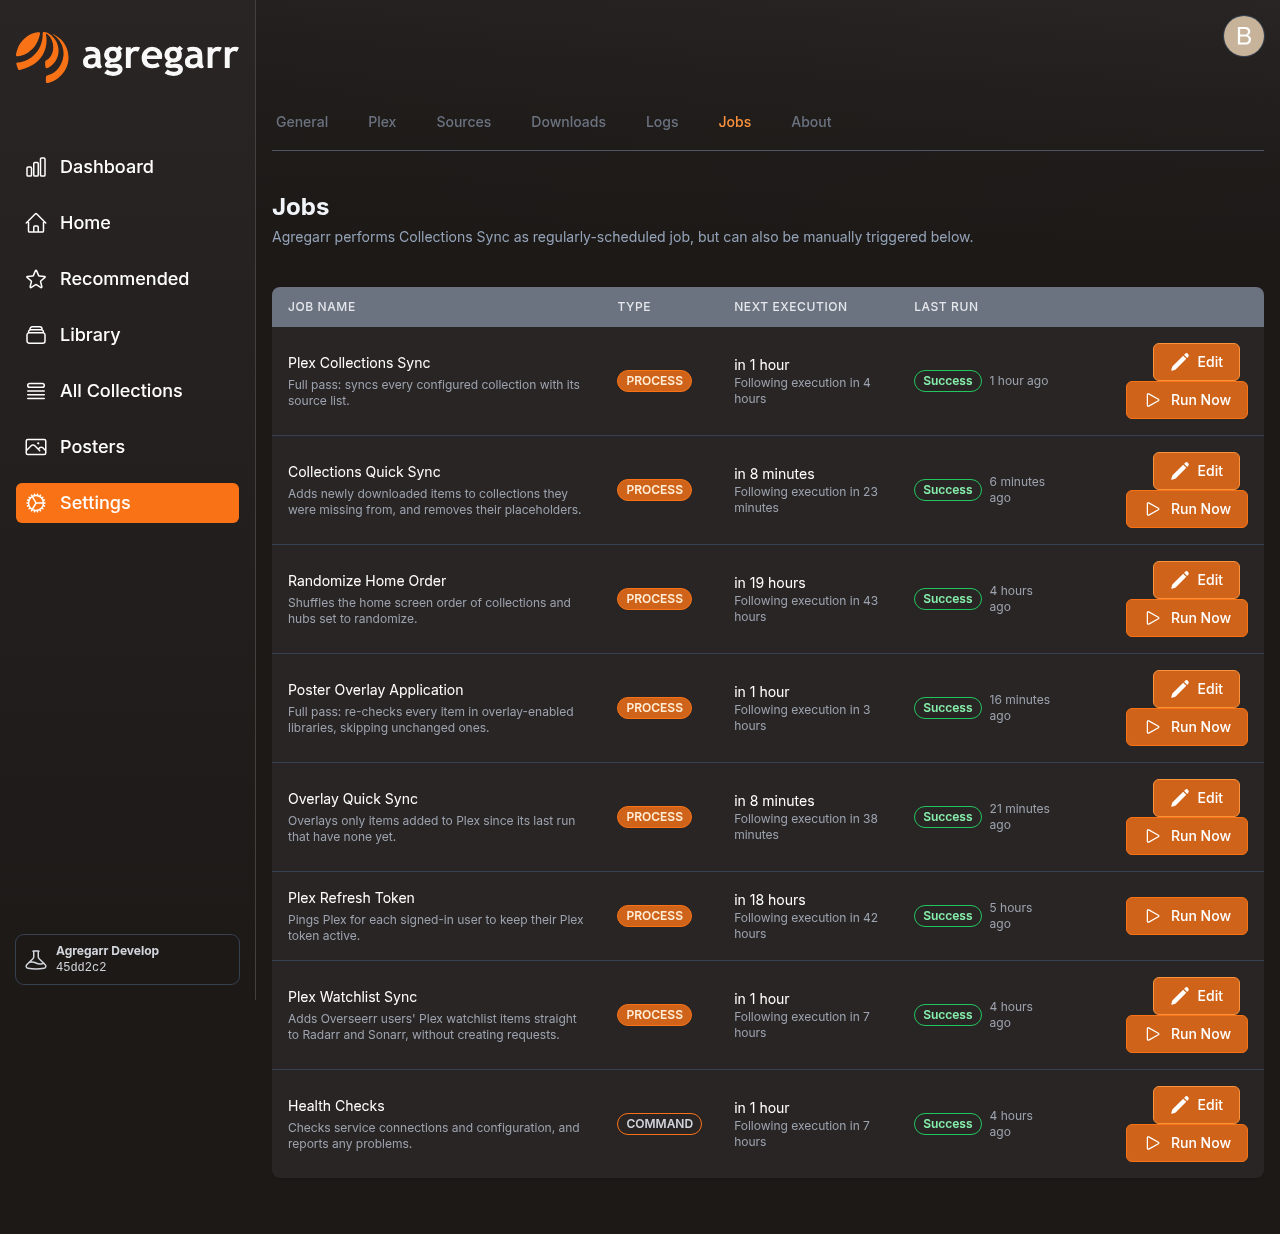 agregarr
B
General
Plex
Sources
Downloads
Logs
Jobs
About
Dashboard
Home
Recommended
Library
All Collections
Posters
Settings
Agregarr Develop
45dd2c2
Jobs
Agregarr performs Collections Sync as regularly-scheduled job, but can also be manually triggered below.
JOB NAME
TYPE
NEXT EXECUTION
LAST RUN
Plex Collections Sync
Full pass: syncs every configured collection with its
source list.
PROCESS
in 1 hour
Following execution in 4
hours
Success
1 hour ago
Edit
Run Now
Collections Quick Sync
Adds newly downloaded items to collections they
were missing from, and removes their placeholders.
PROCESS
in 8 minutes
Following execution in 23
minutes
Success
6 minutes
ago
Edit
Run Now
Randomize Home Order
Shuffles the home screen order of collections and
hubs set to randomize.
PROCESS
in 19 hours
Following execution in 43
hours
Success
4 hours
ago
Edit
Run Now
Poster Overlay Application
Full pass: re-checks every item in overlay-enabled
libraries, skipping unchanged ones.
PROCESS
in 1 hour
Following execution in 3
hours
Success
16 minutes
ago
Edit
Run Now
Overlay Quick Sync
Overlays only items added to Plex since its last run
that have none yet.
PROCESS
in 8 minutes
Following execution in 38
minutes
Success
21 minutes
ago
Edit
Run Now
Plex Refresh Token
Pings Plex for each signed-in user to keep their Plex
token active.
PROCESS
in 18 hours
Following execution in 42
hours
Success
5 hours
ago
Run Now
Plex Watchlist Sync
Adds Overseerr users' Plex watchlist items straight
to Radarr and Sonarr, without creating requests.
PROCESS
in 1 hour
Following execution in 7
hours
Success
4 hours
ago
Edit
Run Now
Health Checks
Checks service connections and configuration, and
reports any problems.
COMMAND
in 1 hour
Following execution in 7
hours
Success
4 hours
ago
Edit
Run Now